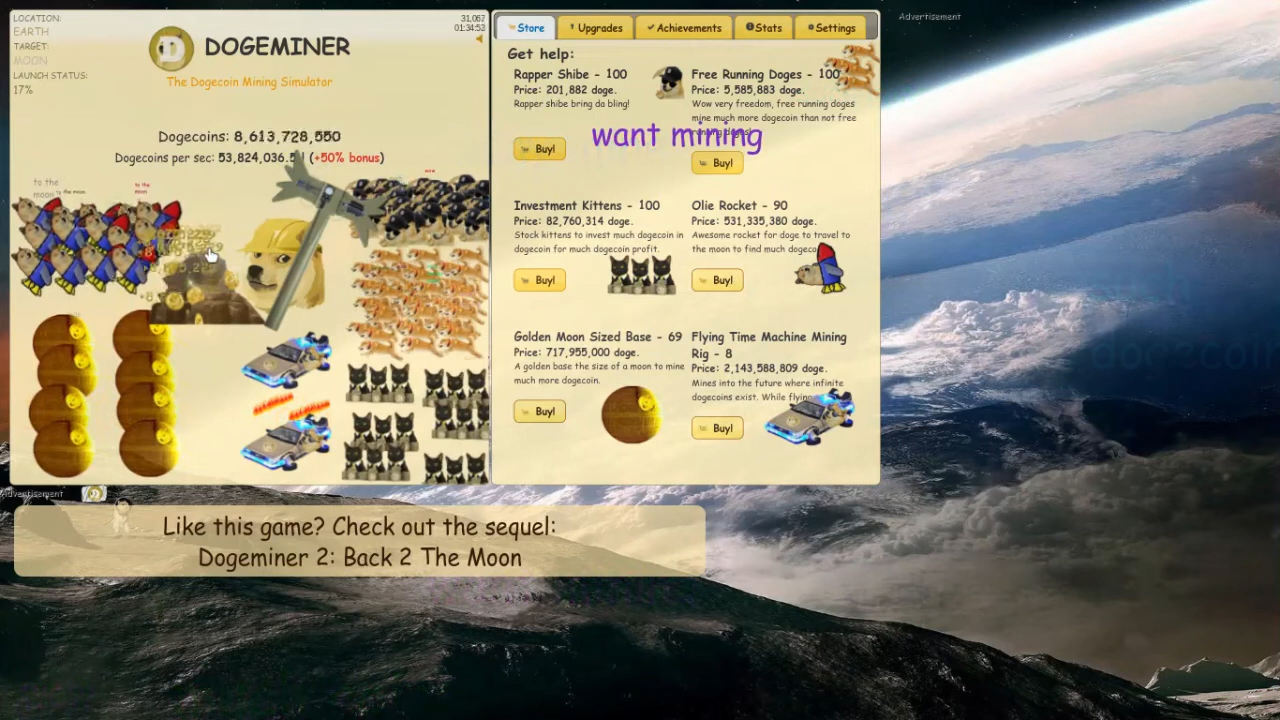 LOCATION:
EARTH
TARGET:
MOON
LAUNCH STATUS:
17%
DOGEMINER
The Dogecoin Mining Simulator
31,067
01:34:53
Dogecoins: 8,613,728,550
Dogecoins per sec: 53,824,036.5 (+50% bonus)
to the
moon
to the
moon
Store
Upgrades
Achievements
Stats
Settings
Get help:
Rapper Shibe - 100
Price: 201,882 doge.
Rapper shibe bring da bling!
Buy!
Free Running Doges - 100
Price: 5,585,883 doge.
Wow very freedom, free running doges
mine much more dogecoin than not free
running doges!
Buy!
want mining
Investment Kittens - 100
Price: 82,760,314 doge.
Stock kittens to invest much dogecoin in
dogecoin for much dogecoin profit.
Buy!
Olie Rocket - 90
Price: 531,335,380 doge.
Awesome rocket for doge to travel to
the moon to find much dogeco
Buy!
Golden Moon Sized Base - 69
Price: 717,955,000 doge.
A golden base the size of a moon to mine
much more dogecoin.
Buy!
Flying Time Machine Mining
Rig - 8
Price: 2,143,588,809 doge.
Mines into the future where infinite
dogecoins exist. While flying
Buy!
Advertisement
Advertisement
Like this game? Check out the sequel:
Dogeminer 2: Back 2 The Moon